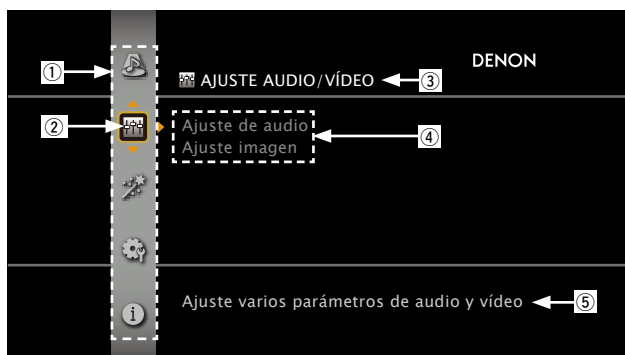 DENON
① AJUSTE AUDIO/VÍDEO ③
② Ajuste de audio ④
Ajuste imagen
i Ajuste varios parámetros de audio y vídeo ⑤